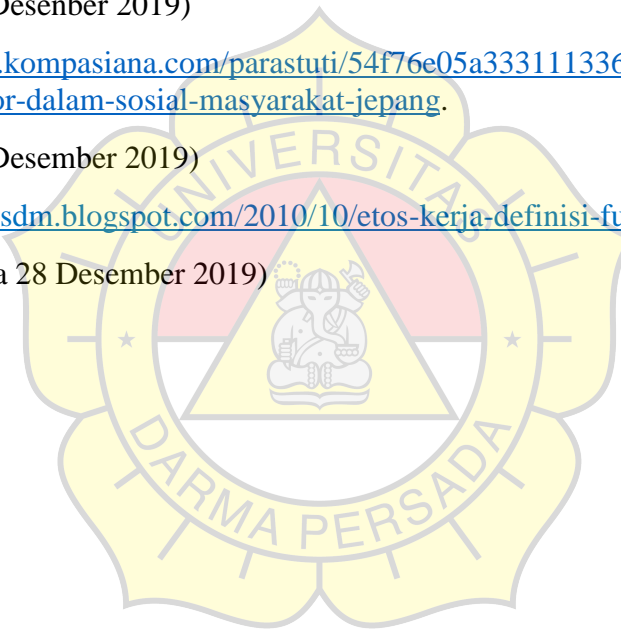 Desenber 2019)
.kompasiana.com/parastuti/54f76e05a333111336
or-dalam-sosial-masyarakat-jepang.
Desember 2019)
sdm.blogspot.com/2010/10/etos-kerja-definisi-fu
a 28 Desember 2019)
UNIVERSITAS
DARMA PERSADA